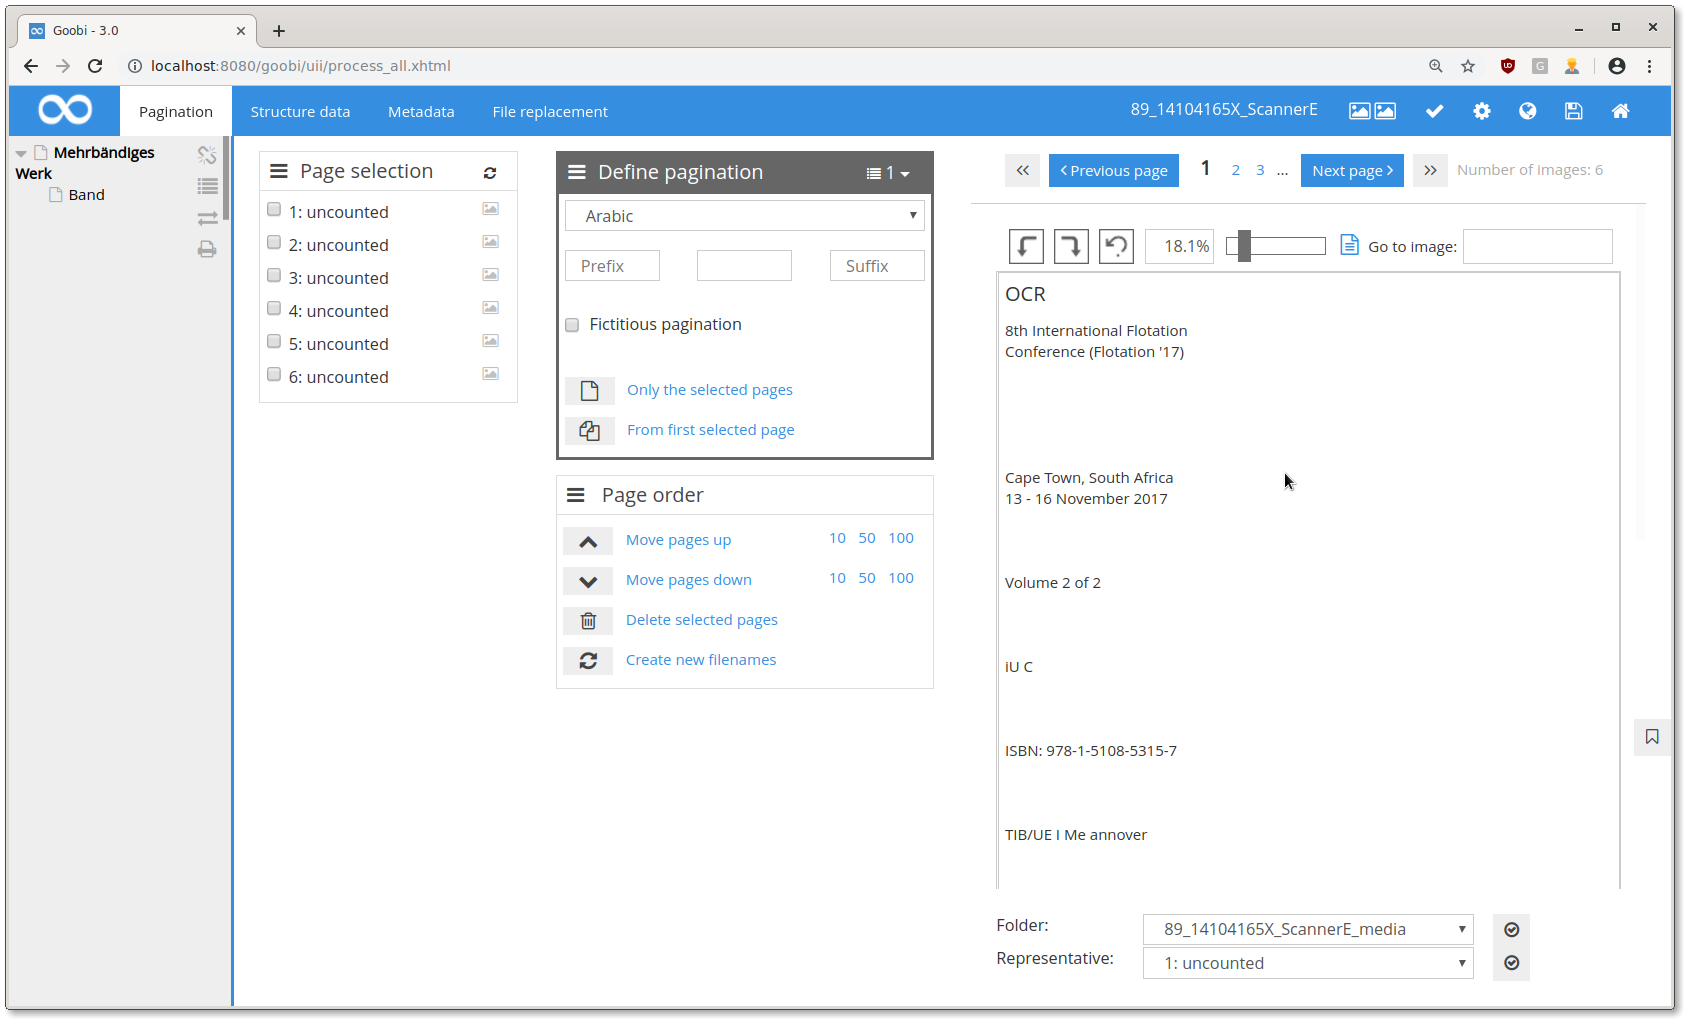 Goobi - 3.0
localhost:8080/goobi/uii/process_all.xhtml
Pagination
Structure data
Metadata
File replacement
89_14104165X_ScannerE
Mehrbändiges
Werk
Band
Page selection
1: uncounted
2: uncounted
3: uncounted
4: uncounted
5: uncounted
6: uncounted
Define pagination
1
Arabic
Prefix
Suffix
Fictitious pagination
Only the selected pages
From first selected page
Page order
Move pages up 10 50 100
Move pages down 10 50 100
Delete selected pages
Create new filenames
Previous page 1 2 3 ... Next page Number of images: 6
18.1% Go to image:
OCR
8th International Flotation
Conference (Flotation '17)
Cape Town, South Africa
13 - 16 November 2017
Volume 2 of 2
iU C
ISBN: 978-1-5108-5315-7
TIB/UE I Me annover
Folder: 89_14104165X_ScannerE_media
Representative: 1: uncounted